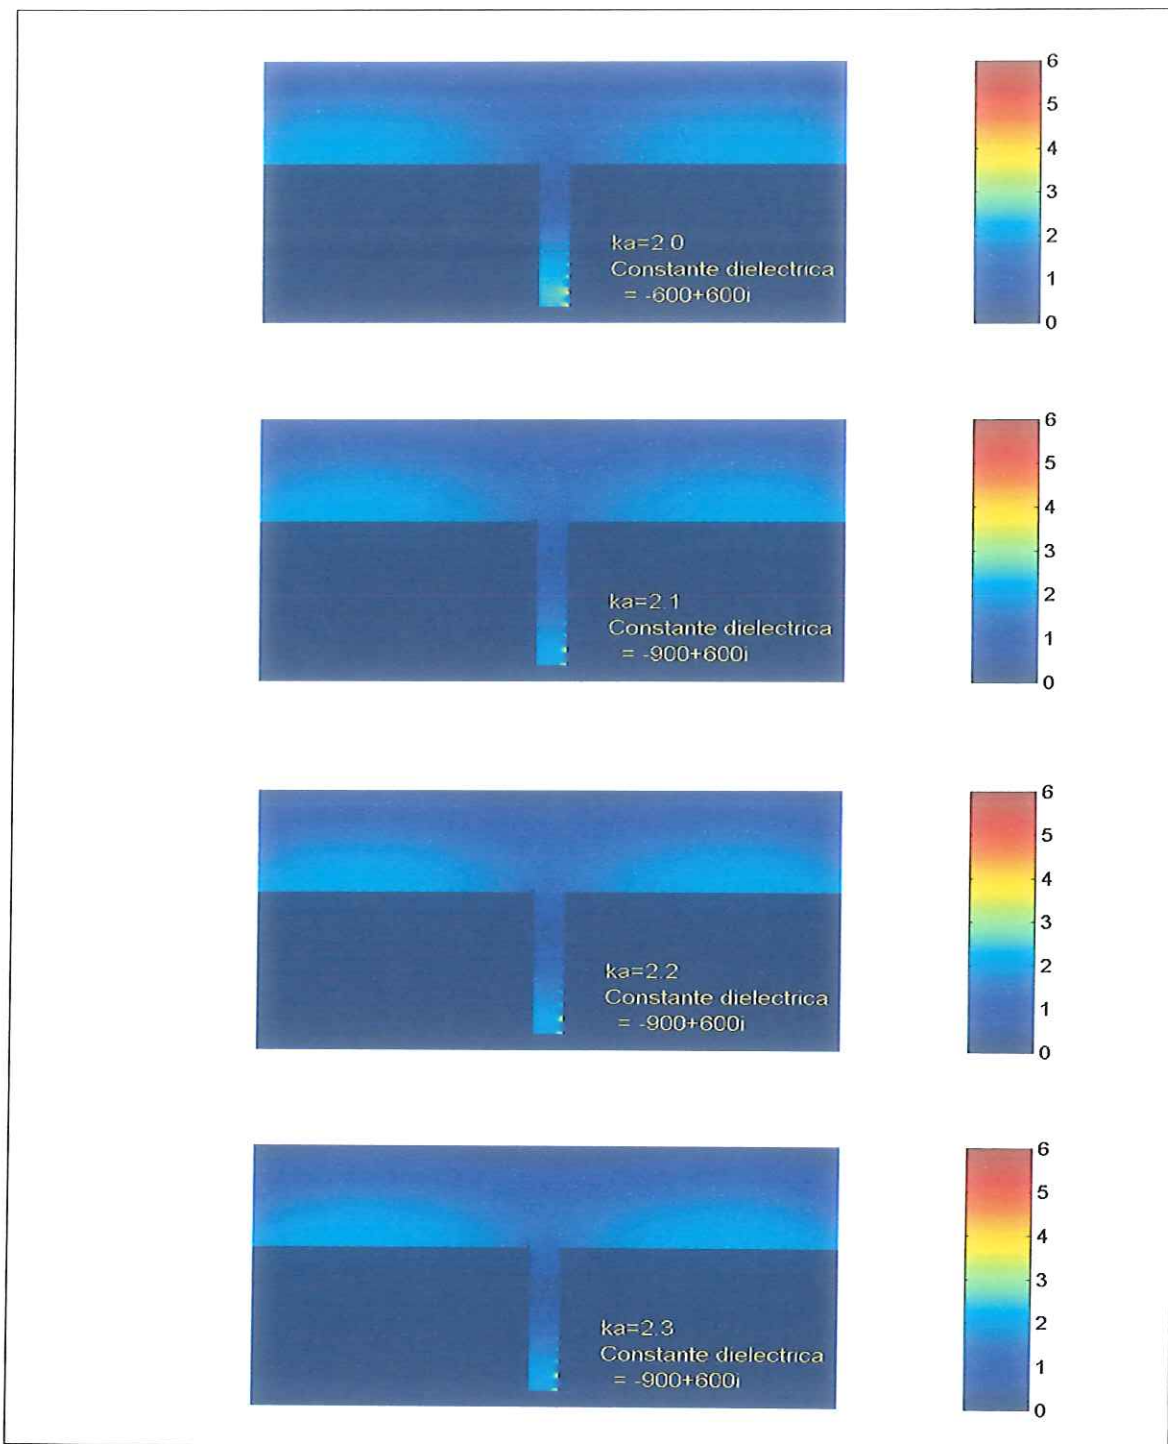 6
5
4
3
2
1
0
ka=2.0
Constante dielectrica
= -600+600i
6
5
4
3
2
1
0
ka=2.1
Constante dielectrica
= -900+600i
6
5
4
3
2
1
0
ka=2.2
Constante dielectrica
= -900+600i
6
5
4
3
2
1
0
ka=2.3
Constante dielectrica
= -900+600i